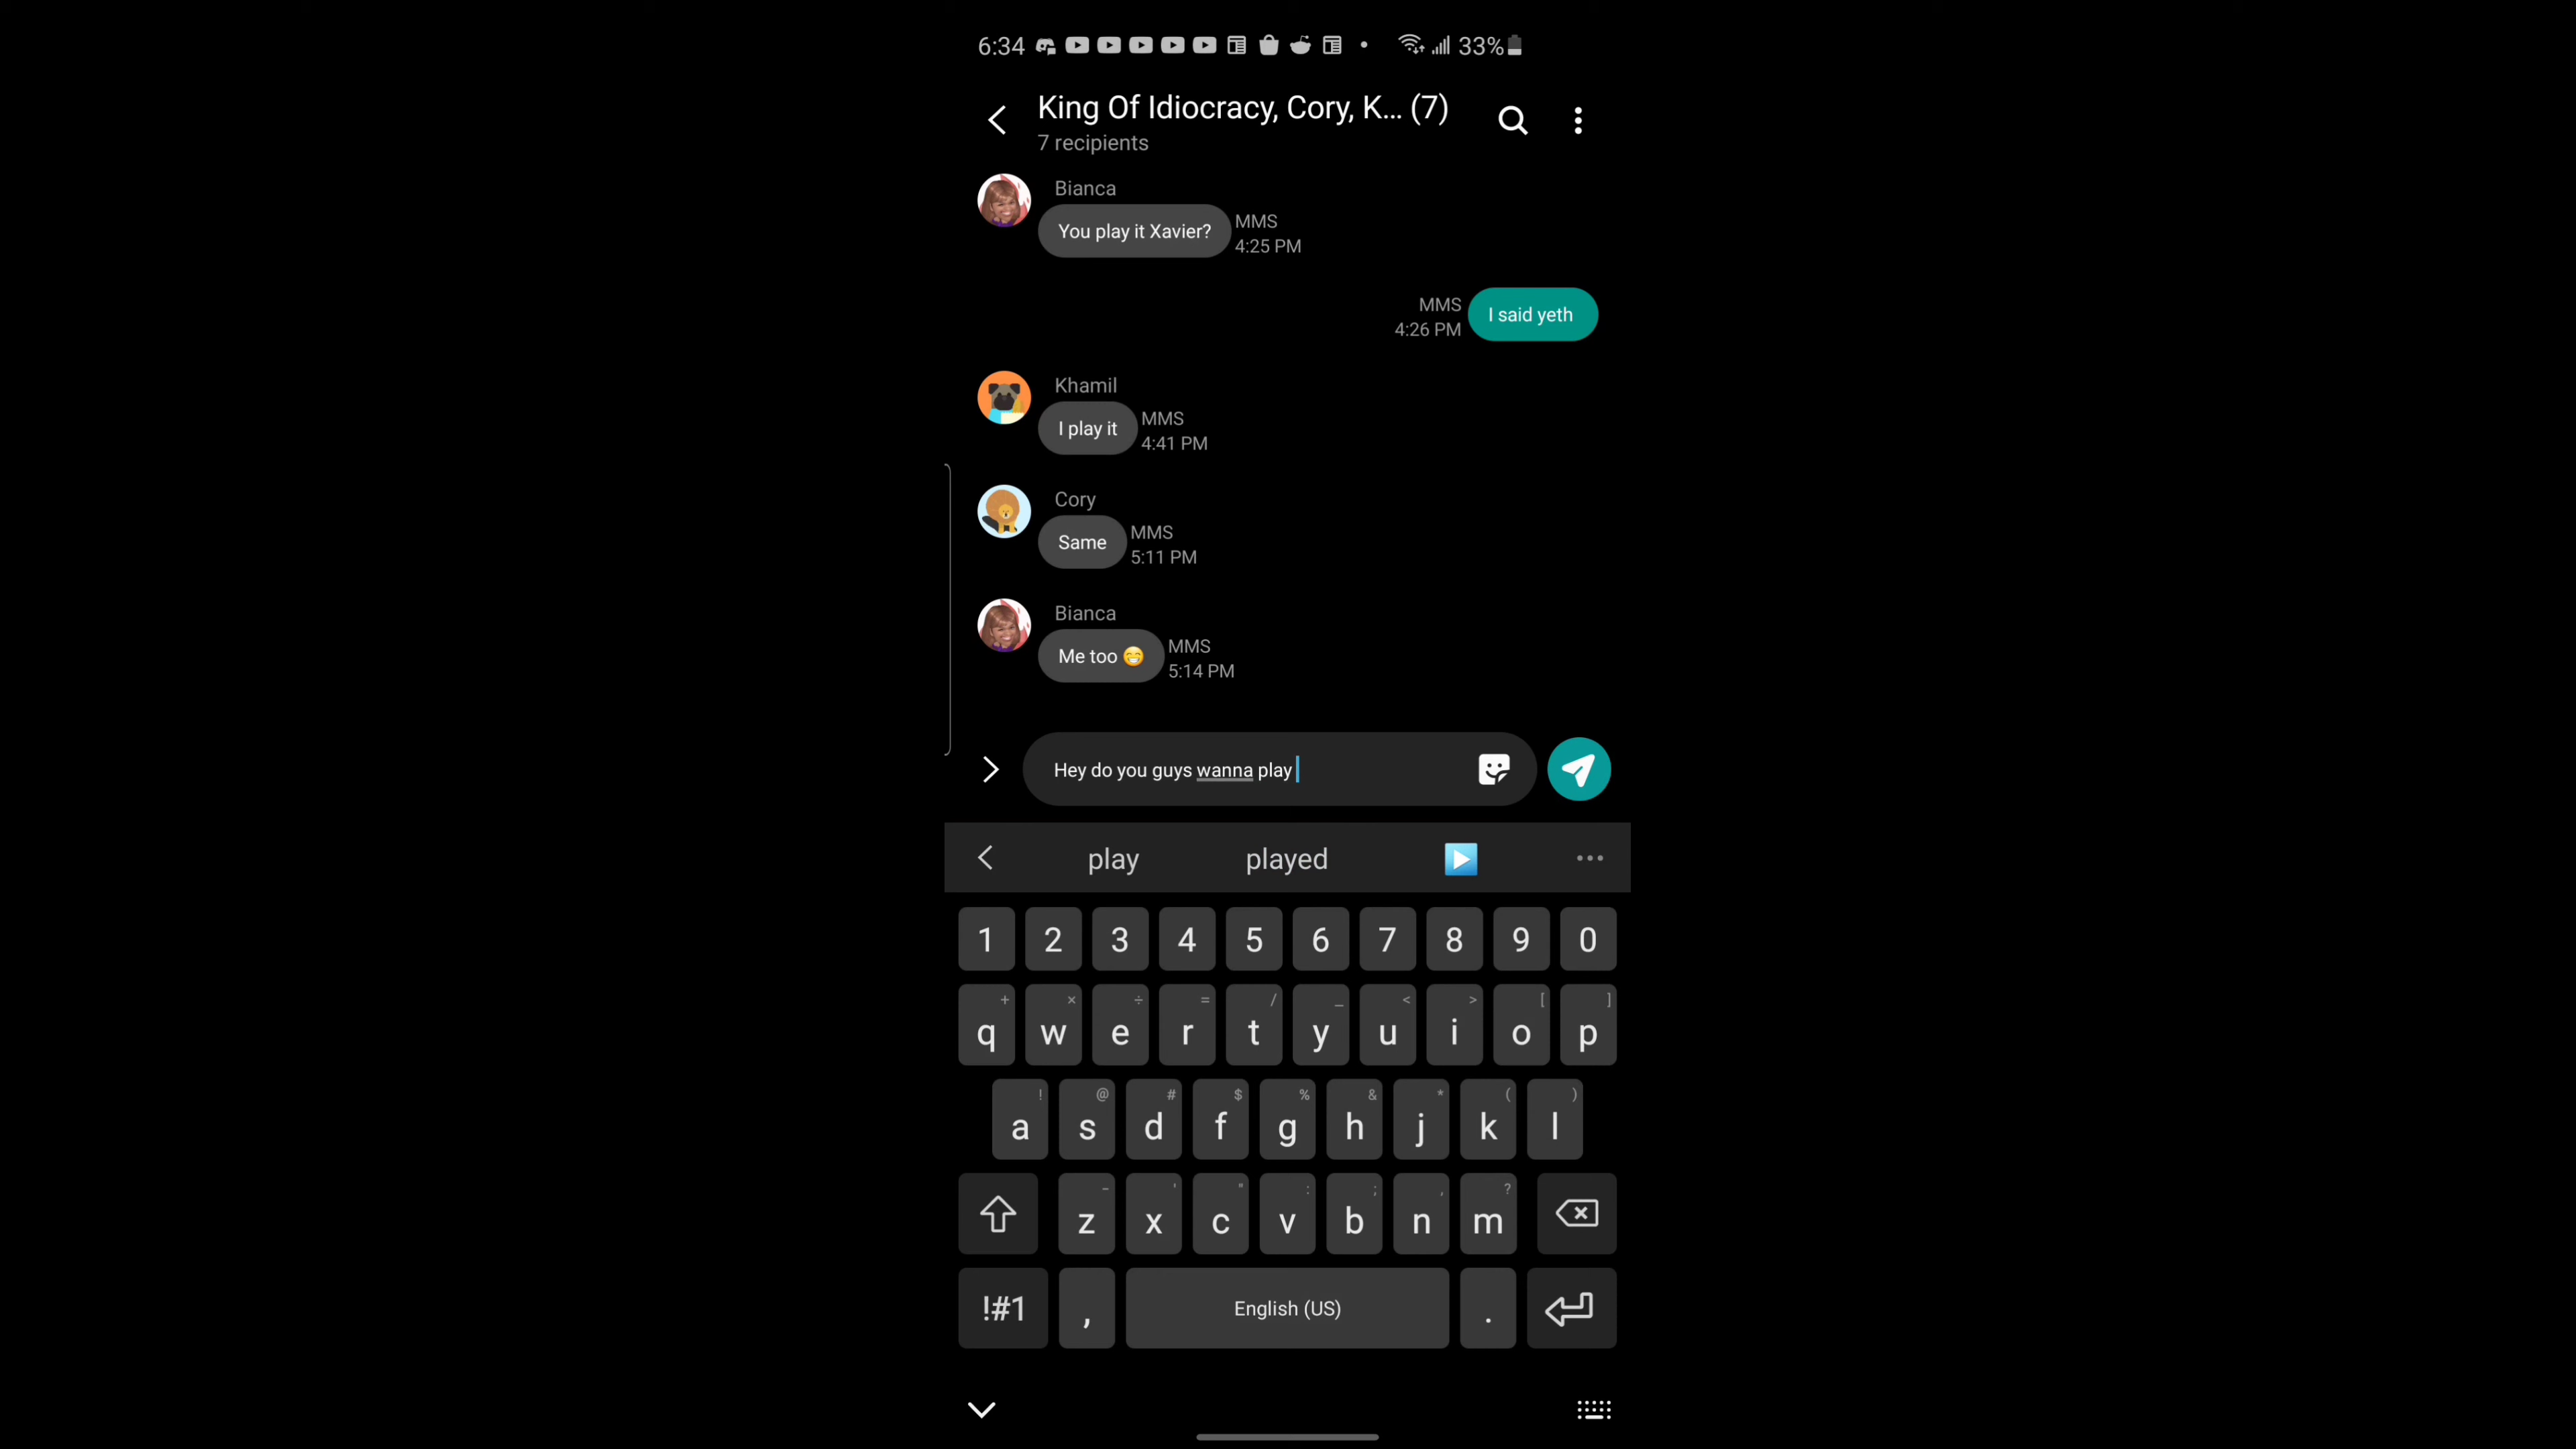 6:34 33%
King Of Idiocracy, Cory, K... (7)
7 recipients
Bianca
You play it Xavier?
MMS
4:25 PM
MMS
4:26 PM
I said yeth
Khamil
I play it
MMS
4:41 PM
Cory
Same
MMS
5:11 PM
Bianca
Me too 😁
MMS
5:14 PM
Hey do you guys wanna play
play played ▶️ •••
1 2 3 4 5 6 7 8 9 0
+ × ÷ = / _ < > [ ]
q w e r t y u i o p
! @ # $ % & * ( )
a s d f g h j k l
- ' " : ; , ?
z x c v b n m
!#1 , English (US) .